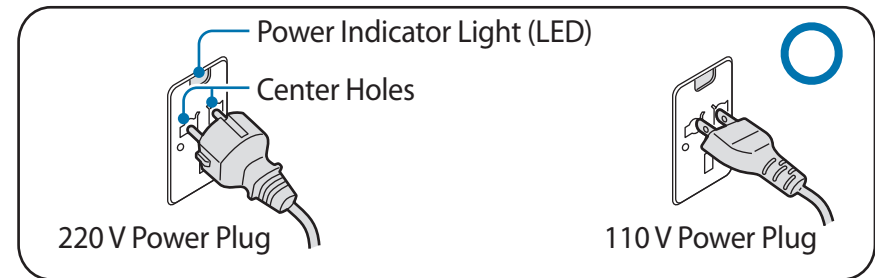 Power Indicator Light (LED)
Center Holes
220 V Power Plug
110 V Power Plug